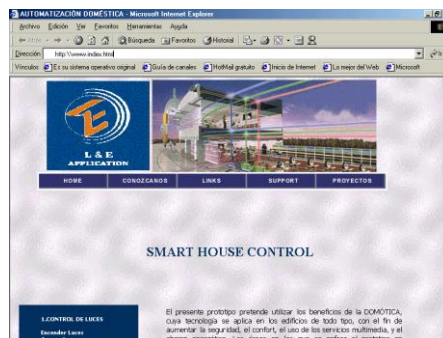 AUTOMATIZACIÓN DOMÉSTICA - Microsoft Internet Explorer
Archivo Edición Ver Favoritos Herramientas Ayuda
Búsqueda Favoritos Historial
Dirección http:\\www.index.html
Vínculos Es su sistema operativo original Guía de canales HotMail gratuito Inicio de Internet Lo mejor del Web Microsoft
L & E
APPLICATION
HOME CONOZCANOS LINKS SUPPORT PROYECTOS
SMART HOUSE CONTROL
1.CONTROL DE LUCES
Encender Luces
El presente prototipo pretende utilizar los beneficios de la DOMÓTICA,
cuya tecnología se aplica en los edificios de todo tipo, con el fin de
aumentar la seguridad, el confort, el uso de los servicios multimedia, y el